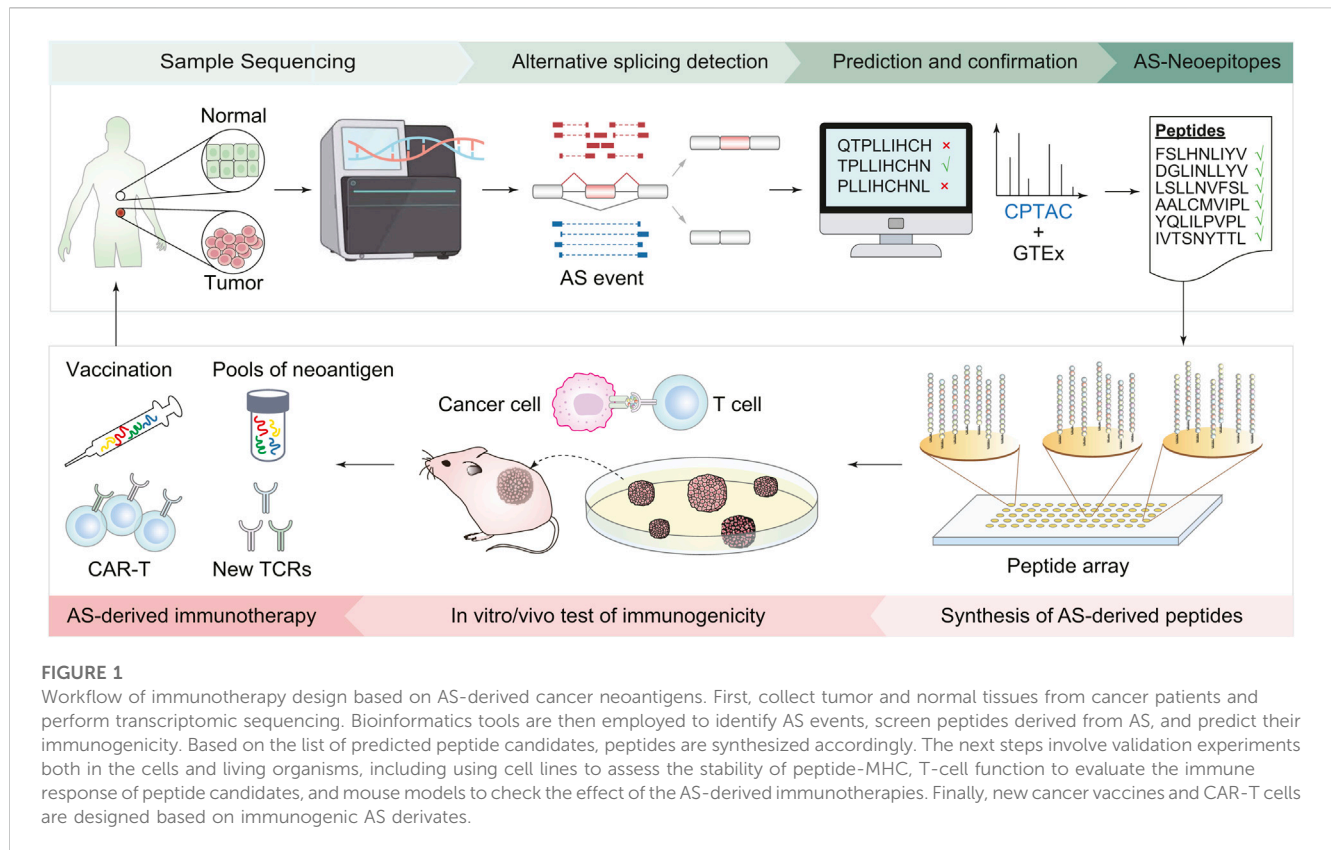 Sample Sequencing
Alternative splicing detection
Prediction and confirmation
AS-Neoepitopes
Normal
Tumor
AS event
QTPLLIHCH ×
TPLLIHCHN √
PLLIHCHNL ×
CPTAC
+
GTEx
Peptides
FSLHNLIYV √
DGLINLLYV √
LSLLNVFSL √
AALCMVIPL √
YQLILPVPL √
IVTSNYTTL √
Vaccination
Pools of neoantigen
CAR-T
New TCRs
Cancer cell
T cell
Peptide array
AS-derived immunotherapy
In vitro/vivo test of immunogenicity
Synthesis of AS-derived peptides
FIGURE 1
Workflow of immunotherapy design based on AS-derived cancer neoantigens. First, collect tumor and normal tissues from cancer patients and
perform transcriptomic sequencing. Bioinformatics tools are then employed to identify AS events, screen peptides derived from AS, and predict their
immunogenicity. Based on the list of predicted peptide candidates, peptides are synthesized accordingly. The next steps involve validation experiments
both in the cells and living organisms, including using cell lines to assess the stability of peptide-MHC, T-cell function to evaluate the immune
response of peptide candidates, and mouse models to check the effect of the AS-derived immunotherapies. Finally, new cancer vaccines and CAR-T cells
are designed based on immunogenic AS derivates.